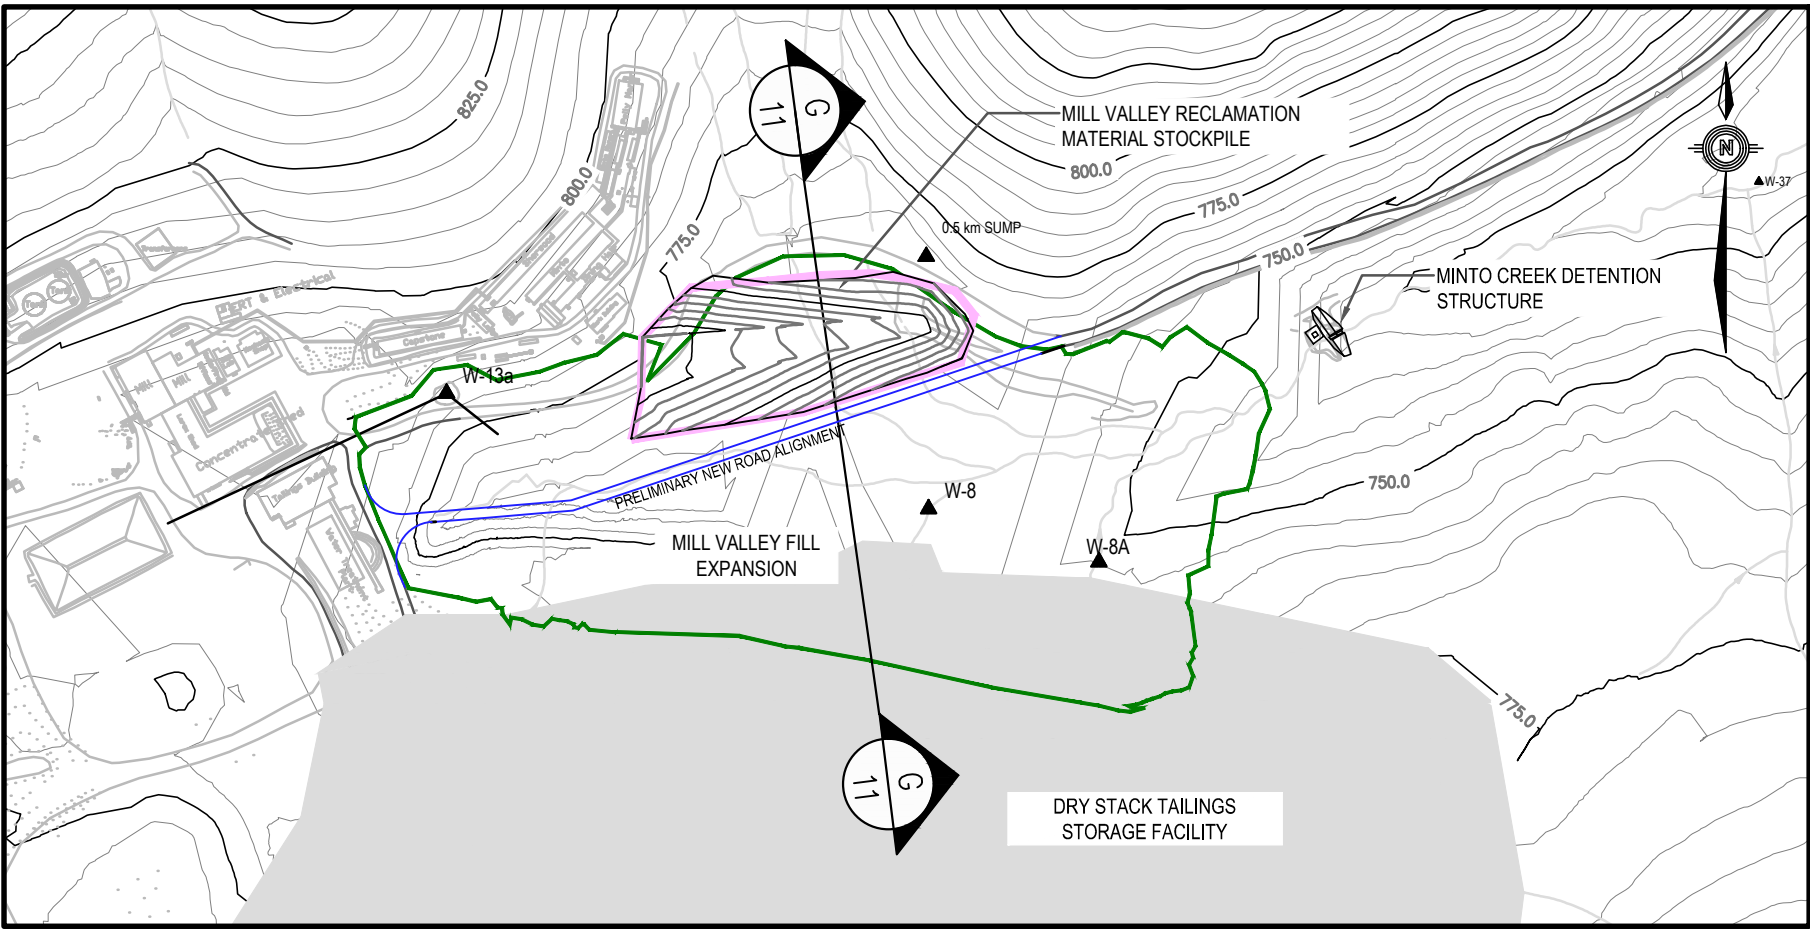 825.0
800.0
775.0
G
11
MILL VALLEY RECLAMATION
MATERIAL STOCKPILE
800.0
775.0
750.0
0.5 km SUMP
N
W-37
MINTO CREEK DETENTION
STRUCTURE
W-13a
Mill
Mill
PRELIMINARY NEW ROAD ALIGNMENT
W-8
W-8A
750.0
MILL VALLEY FILL
EXPANSION
775.0
G
11
DRY STACK TAILINGS
STORAGE FACILITY